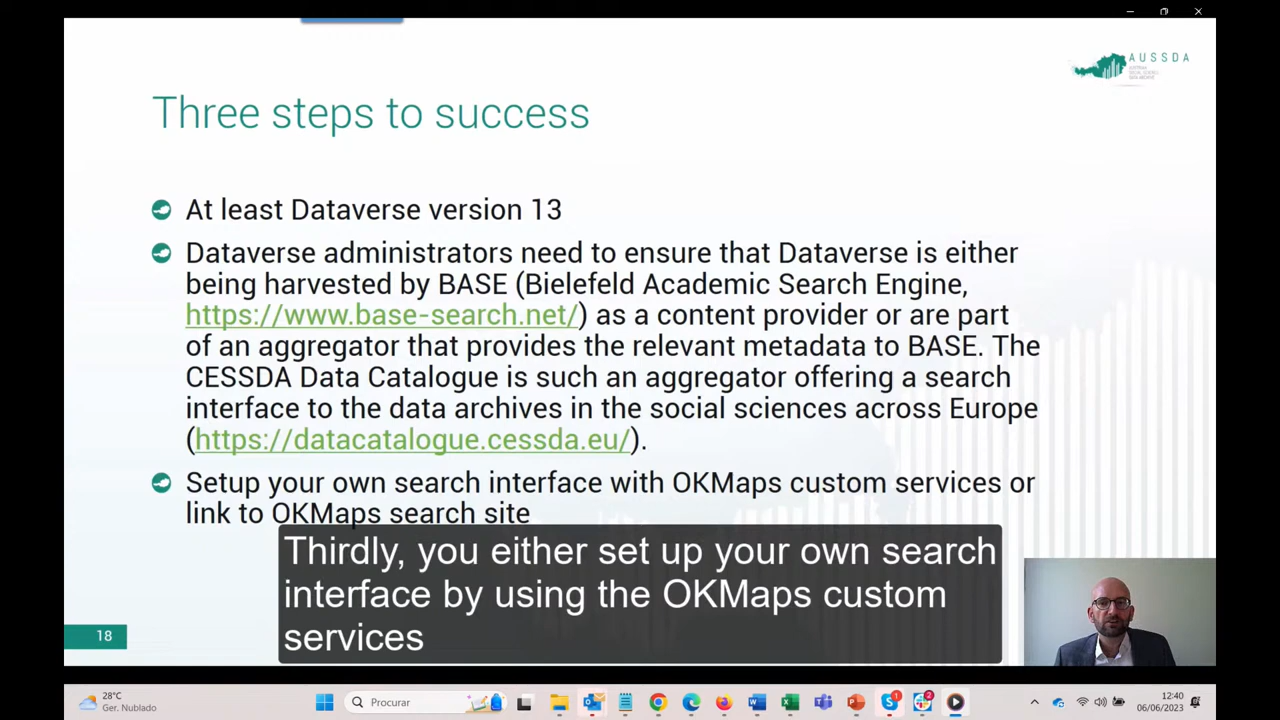 AUSSDA
Three steps to success
At least Dataverse version 13
Dataverse administrators need to ensure that Dataverse is either
being harvested by BASE (Bielefeld Academic Search Engine,
https://www.base-search.net/) as a content provider or are part
of an aggregator that provides the relevant metadata to BASE. The
CESSDA Data Catalogue is such an aggregator offering a search
interface to the data archives in the social sciences across Europe
(https://datacatalogue.cessda.eu/).
Setup your own search interface with OKMaps custom services or
link to OKMaps search site
Thirdly, you either set up your own search
interface by using the OKMaps custom
services
18
28°C
Ger. Nublado
Procurar
1
2
12:40
06/06/2023